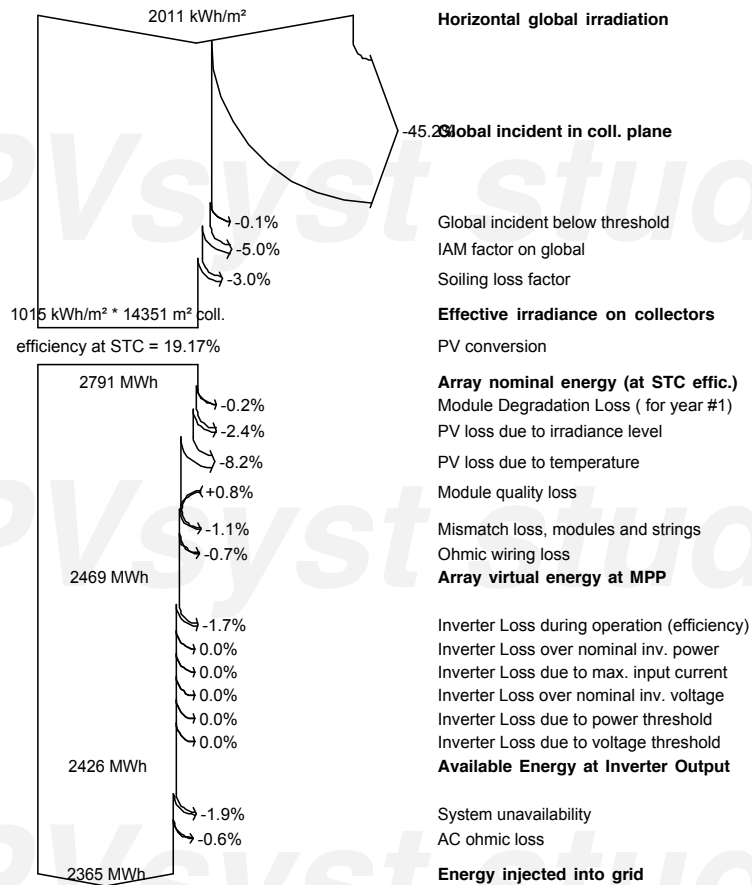 2011 kWh/m² Horizontal global irradiation
-45.2% Global incident in coll. plane
-0.1% Global incident below threshold
-5.0% IAM factor on global
-3.0% Soiling loss factor
1015 kWh/m² * 14351 m² coll. Effective irradiance on collectors
efficiency at STC = 19.17% PV conversion
2791 MWh Array nominal energy (at STC effic.)
-0.2% Module Degradation Loss ( for year #1)
-2.4% PV loss due to irradiance level
-8.2% PV loss due to temperature
+0.8% Module quality loss
-1.1% Mismatch loss, modules and strings
-0.7% Ohmic wiring loss
2469 MWh Array virtual energy at MPP
-1.7% Inverter Loss during operation (efficiency)
0.0% Inverter Loss over nominal inv. power
0.0% Inverter Loss due to max. input current
0.0% Inverter Loss over nominal inv. voltage
0.0% Inverter Loss due to power threshold
0.0% Inverter Loss due to voltage threshold
2426 MWh Available Energy at Inverter Output
-1.9% System unavailability
-0.6% AC ohmic loss
2365 MWh Energy injected into grid
PVsyst stud
PVsyst stud
PVsyst stud